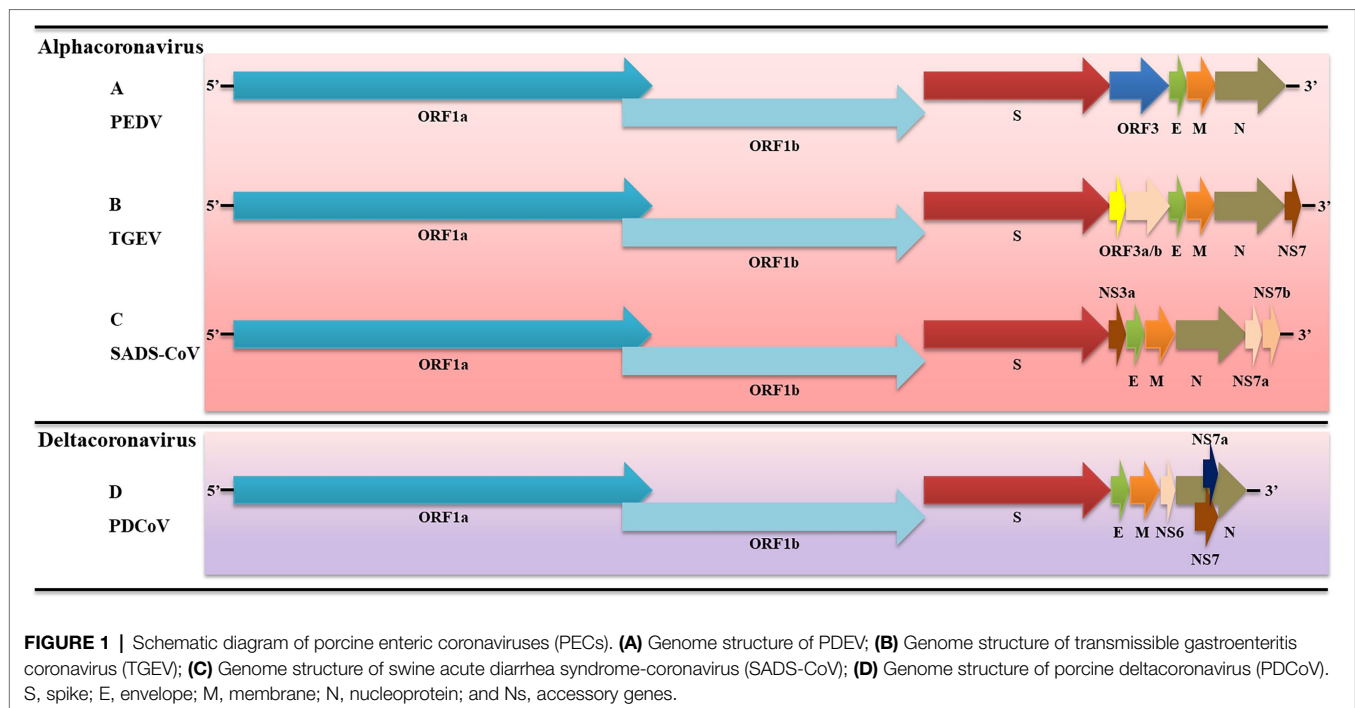 Alphacoronavirus
A
PEDV
5’
ORF1a
ORF1b
S
ORF3
E
M
N
3’
B
TGEV
5’
ORF1a
ORF1b
S
ORF3a/b
E
M
N
NS7
3’
C
SADS-CoV
5’
ORF1a
ORF1b
S
NS3a
E
M
N
NS7a
NS7b
3’
Deltacoronavirus
D
PDCoV
5’
ORF1a
ORF1b
S
E
M
NS6
NS7a
NS7
N
3’
FIGURE 1 | Schematic diagram of porcine enteric coronaviruses (PECs). (A) Genome structure of PDEV; (B) Genome structure of transmissible gastroenteritis
coronavirus (TGEV); (C) Genome structure of swine acute diarrhea syndrome-coronavirus (SADS-CoV); (D) Genome structure of porcine deltacoronavirus (PDCoV).
S, spike; E, envelope; M, membrane; N, nucleoprotein; and Ns, accessory genes.